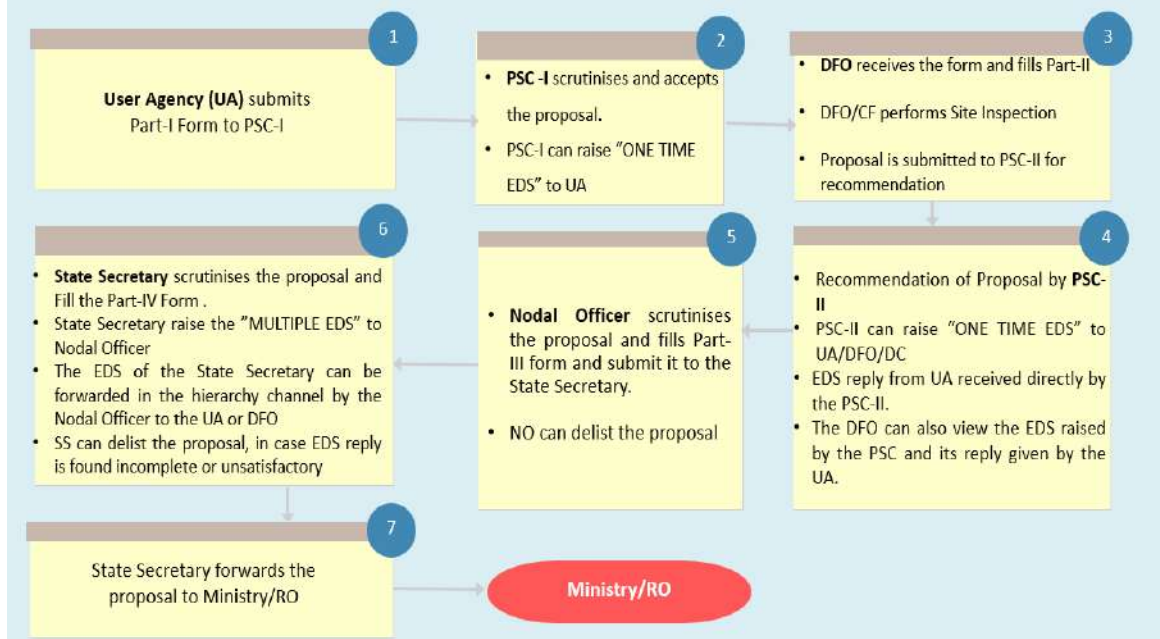 1
User Agency (UA) submits
Part-I Form to PSC-I
2
• PSC -I scrutinises and accepts
the proposal.
• PSC-I can raise "ONE TIME
EDS" to UA
3
• DFO receives the form and fills Part-II
• DFO/CF performs Site Inspection
• Proposal is submitted to PSC-II for
recommendation
4
• Recommendation of Proposal by PSC-
II
• PSC-II can raise "ONE TIME EDS" to
UA/DFO/DC
• EDS reply from UA received directly by
the PSC-II.
• The DFO can also view the EDS raised
by the PSC and its reply given by the
UA.
5
• Nodal Officer scrutinises
the proposal and fills Part-
III form and submit it to the
State Secretary.
• NO can delist the proposal
6
• State Secretary scrutinises the proposal and
Fill the Part-IV Form .
• State Secretary raise the "MULTIPLE EDS" to
Nodal Officer
• The EDS of the State Secretary can be
forwarded in the hierarchy channel by the
Nodal Officer to the UA or DFO
• SS can delist the proposal, in case EDS reply
is found incomplete or unsatisfactory
7
State Secretary forwards the
proposal to Ministry/RO
Ministry/RO